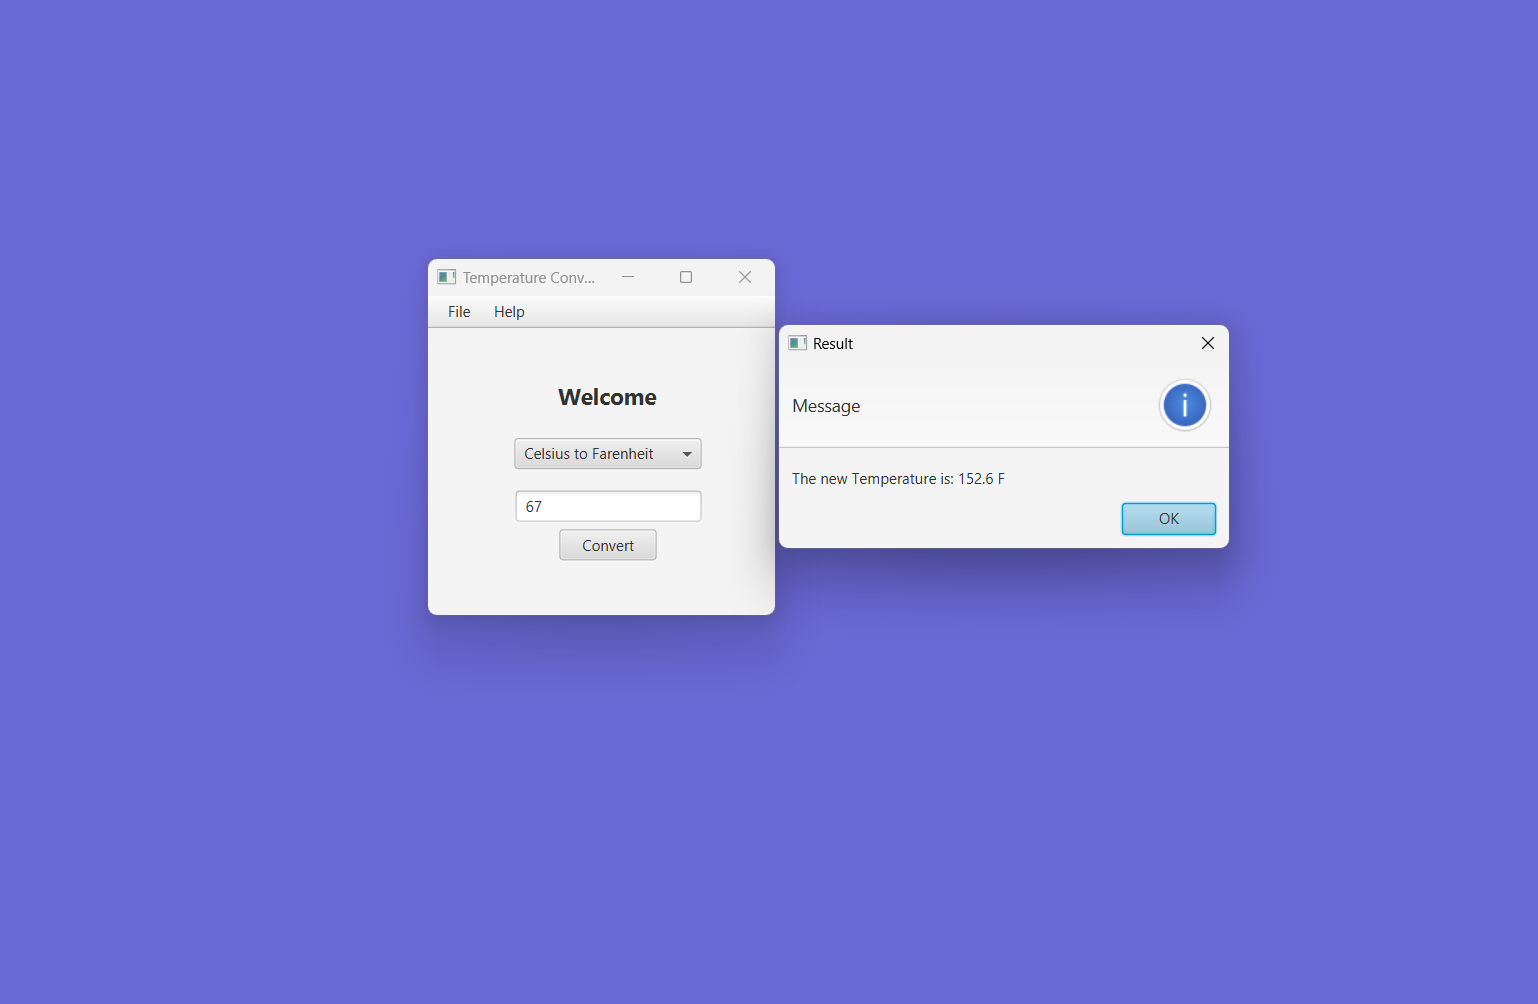 Temperature Conv...
File Help
Welcome
Celsius to Farenheit
67
Convert
Result
Message
The new Temperature is: 152.6 F
OK